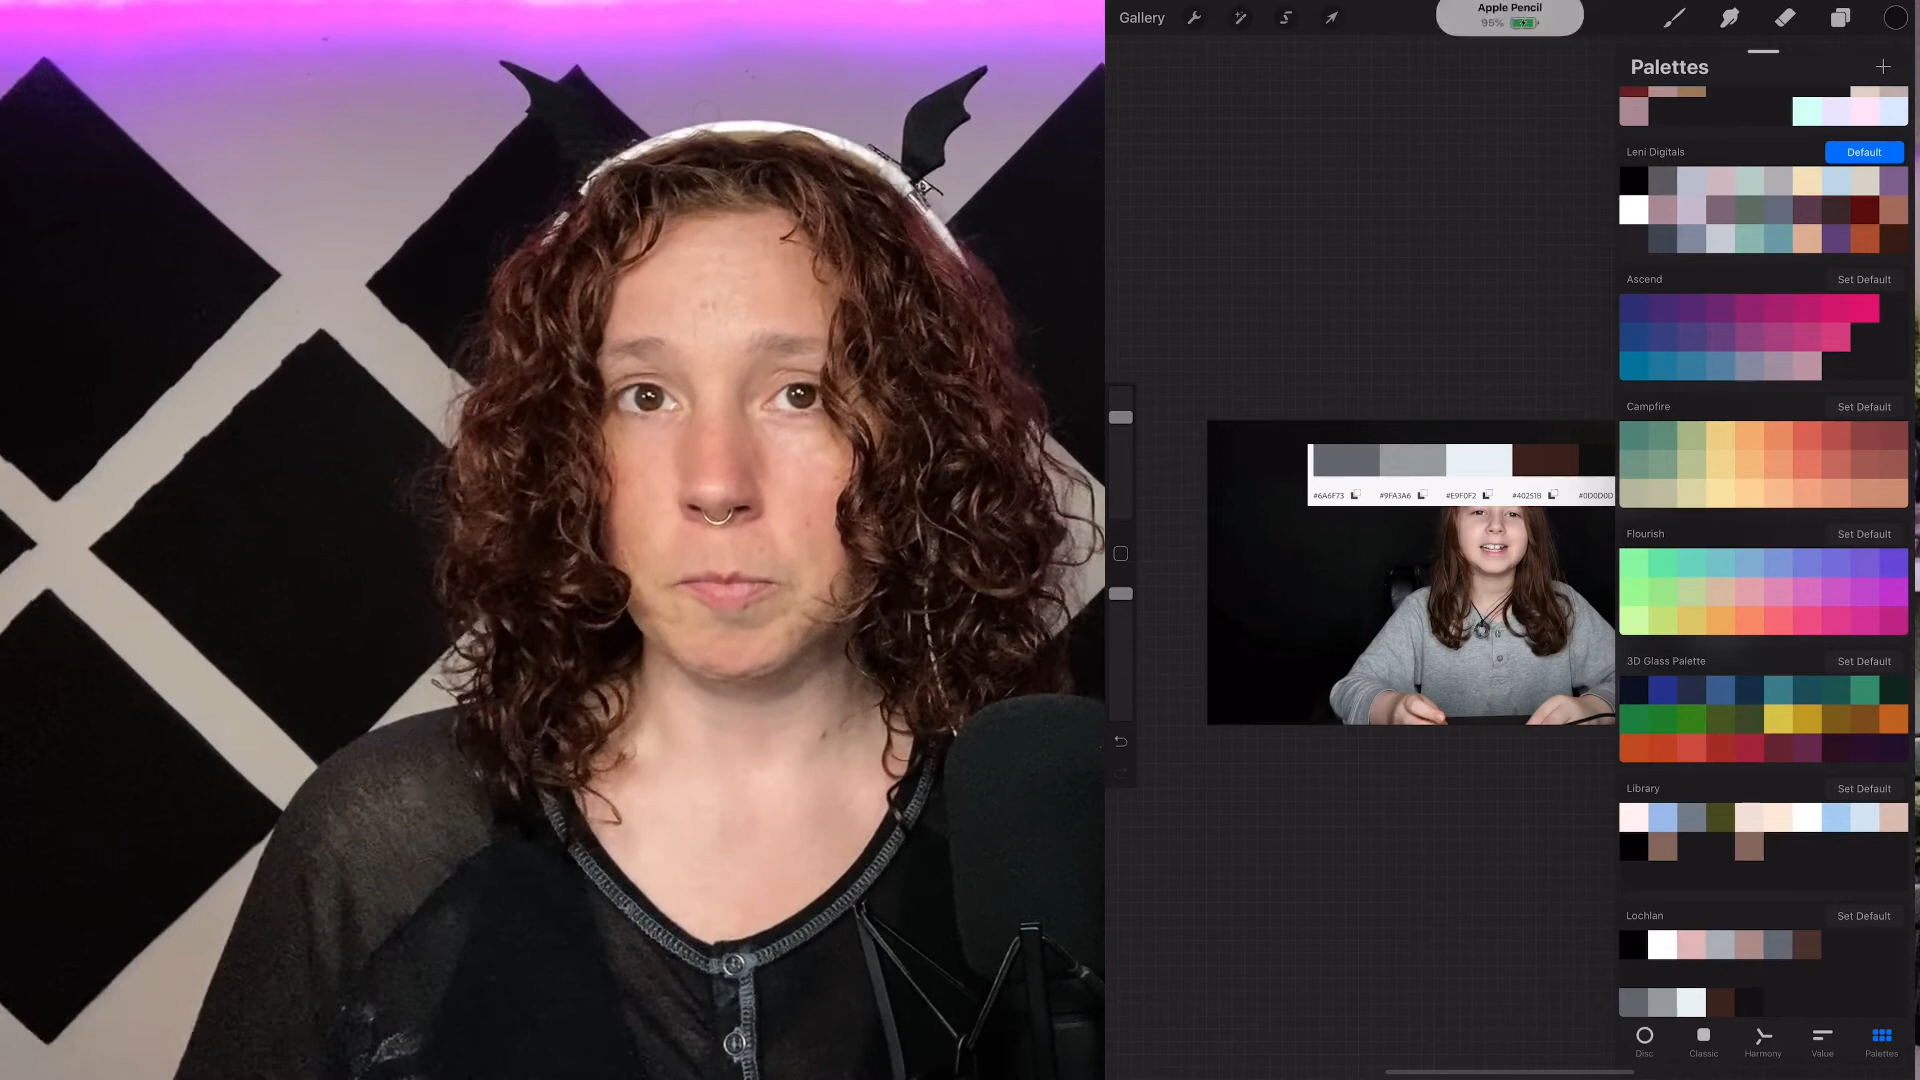 Gallery
Apple Pencil
95%
Palettes
Leni Digitals
Default
Ascend
Set Default
Campfire
Set Default
#6A6F73
#9FA3A6
#E9F0F2
#40251B
#0D0D0D
Flourish
Set Default
3D Glass Palette
Set Default
Library
Set Default
Lochlan
Set Default
Disc
Classic
Harmony
Value
Palettes